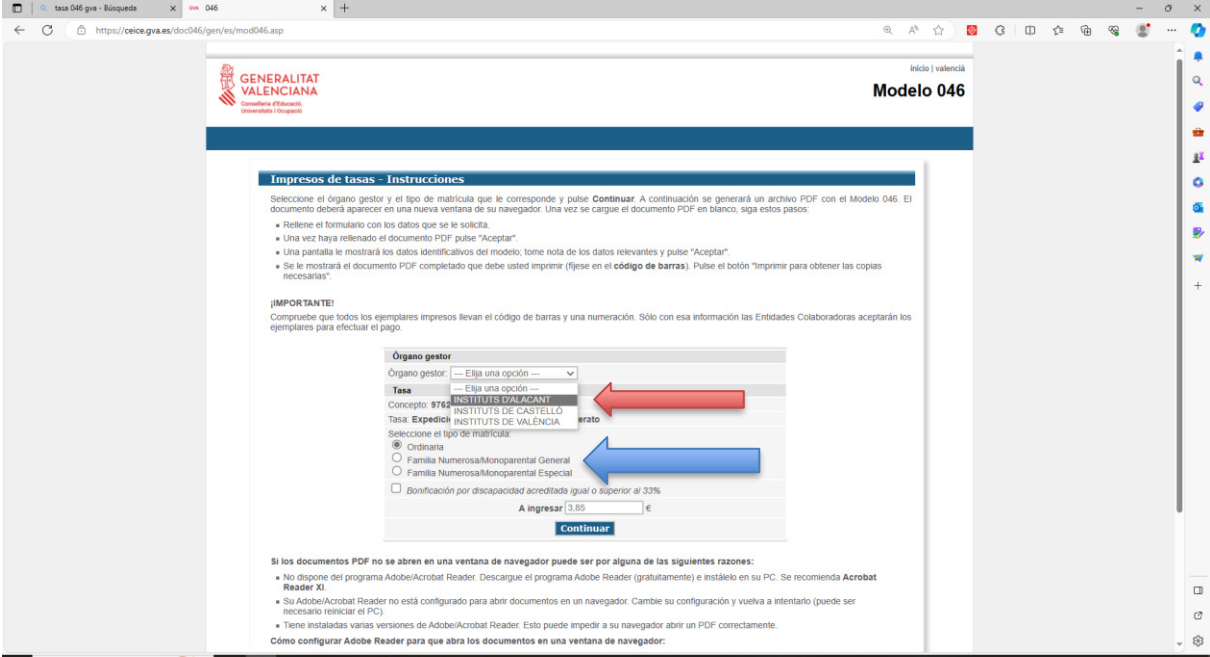 tasa 046 gva - Búsqueda
GVA 046
https://ceice.gva.es/doc046/gen/es/mod046.asp
inicio | valencià
GENERALITAT
VALENCIANA
Conselleria d'Educació,
Universitats i Ocupació
Modelo 046
Impresos de tasas - Instrucciones
Seleccione el órgano gestor y el tipo de matrícula que le corresponde y pulse Continuar. A continuación se generará un archivo PDF con el Modelo 046. El
documento deberá aparecer en una nueva ventana de su navegador. Una vez se cargue el documento PDF en blanco, siga estos pasos:
Rellene el formulario con los datos que se le solicita.
Una vez haya rellenado el documento PDF pulse "Aceptar".
Una pantalla le mostrará los datos identificativos del modelo; tome nota de los datos relevantes y pulse "Aceptar".
Se le mostrará el documento PDF completado que debe usted imprimir (fíjese en el código de barras). Pulse el botón "Imprimir para obtener las copias
necesarias".
¡IMPORTANTE!
Compruebe que todos los ejemplares impresos llevan el código de barras y una numeración. Sólo con esa información las Entidades Colaboradoras aceptarán los
ejemplares para efectuar el pago.
Órgano gestor
Órgano gestor: --- Elija una opción ---
Tasa --- Elija una opción ---
Concepto: 9762 INSTITUTS D'ALACANT
INSTITUTS DE CASTELLÓ
Tasa: INSTITUTS DE VALÈNCIA
Seleccione el tipo de matrícula:
Ordinaria
Familia Numerosa/Monoparental General
Familia Numerosa/Monoparental Especial
Bonificación por discapacidad acreditada igual o superior al 33%
A ingresar 3,85 €
Continuar
Si los documentos PDF no se abren en una ventana de navegador puede ser por alguna de las siguientes razones:
No dispone del programa Adobe/Acrobat Reader. Descargue el programa Adobe Reader (gratuitamente) e instálelo en su PC. Se recomienda Acrobat
Reader XI.
Su Adobe/Acrobat Reader no está configurado para abrir documentos en un navegador. Cambie su configuración y vuelva a intentarlo (puede ser
necesario reiniciar el PC).
Tiene instaladas varias versiones de Adobe/Acrobat Reader. Esto puede impedir a su navegador abrir un PDF correctamente.
Cómo configurar Adobe Reader para que abra los documentos en una ventana de navegador: